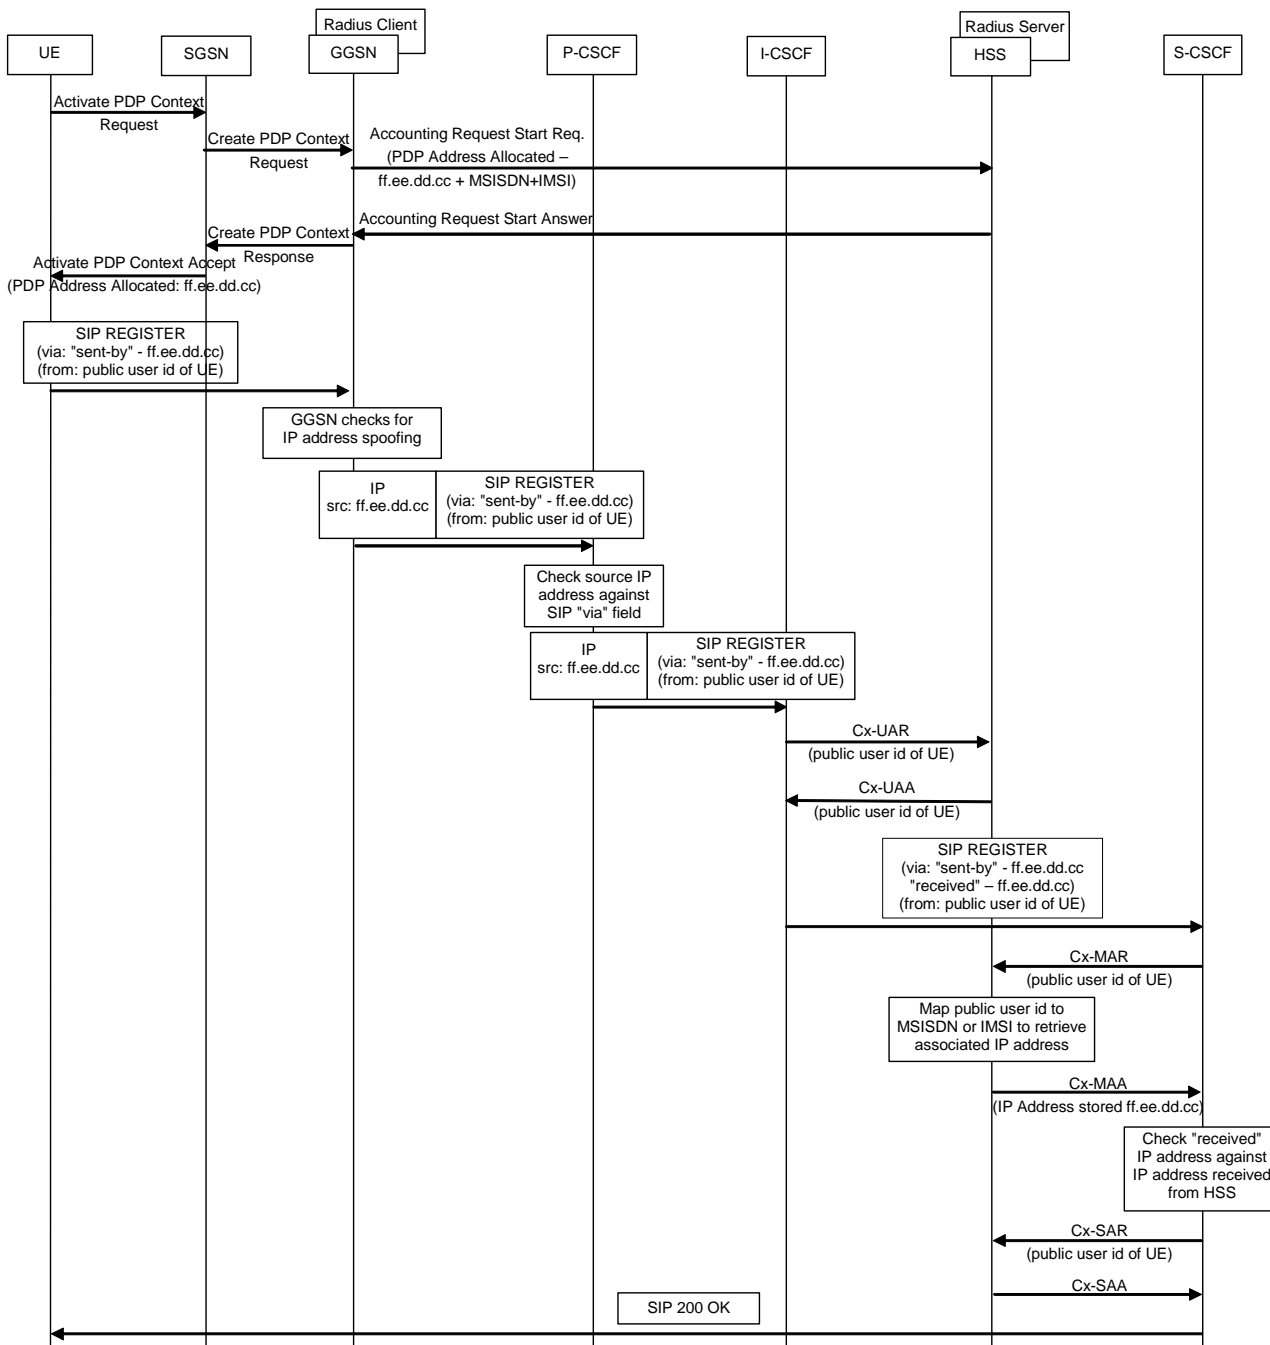 Radius Client
Radius Server
UE
SGSN
GGSN
P-CSCF
I-CSCF
HSS
S-CSCF
Activate PDP Context
Request
Create PDP Context
Request
Accounting Request Start Req.
(PDP Address Allocated –
ff.ee.dd.cc + MSISDN+IMSI)
Accounting Request Start Answer
Create PDP Context
Response
Activate PDP Context Accept
(PDP Address Allocated: ff.ee.dd.cc)
SIP REGISTER
(via: "sent-by" - ff.ee.dd.cc)
(from: public user id of UE)
GGSN checks for
IP address spoofing
IP
src: ff.ee.dd.cc
SIP REGISTER
(via: "sent-by" - ff.ee.dd.cc)
(from: public user id of UE)
Check source IP
address against
SIP "via" field
IP
src: ff.ee.dd.cc
SIP REGISTER
(via: "sent-by" - ff.ee.dd.cc)
(from: public user id of UE)
Cx-UAR
(public user id of UE)
Cx-UAA
(public user id of UE)
SIP REGISTER
(via: "sent-by" - ff.ee.dd.cc
"received" – ff.ee.dd.cc)
(from: public user id of UE)
Cx-MAR
(public user id of UE)
Map public user id to
MSISDN or IMSI to retrieve
associated IP address
Cx-MAA
(IP Address stored ff.ee.dd.cc)
Check "received"
IP address against
IP address received
from HSS
Cx-SAR
(public user id of UE)
Cx-SAA
SIP 200 OK